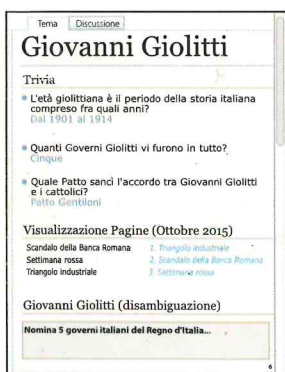 Tema Discussione
Giovanni Giolitti
Trivia
L'età giolittiana è il periodo della storia italiana
compreso fra quali anni?
Dal 1901 al 1914
Quanti Governi Giolitti vi furono in tutto?
Cinque
Quale Patto sancì l'accordo tra Giovanni Giolitti
e i cattolici?
Patto Gentiloni
Visualizzazione Pagine (Ottobre 2015)
Scandalo della Banca Romana 1. Triangolo industriale
Settimana rossa 2. Scandalo della Banca Romana
Triangolo industriale 3. Settimana rossa
Giovanni Giolitti (disambiguazione)
Nomina 5 governi italiani del Regno d'Italia...
6